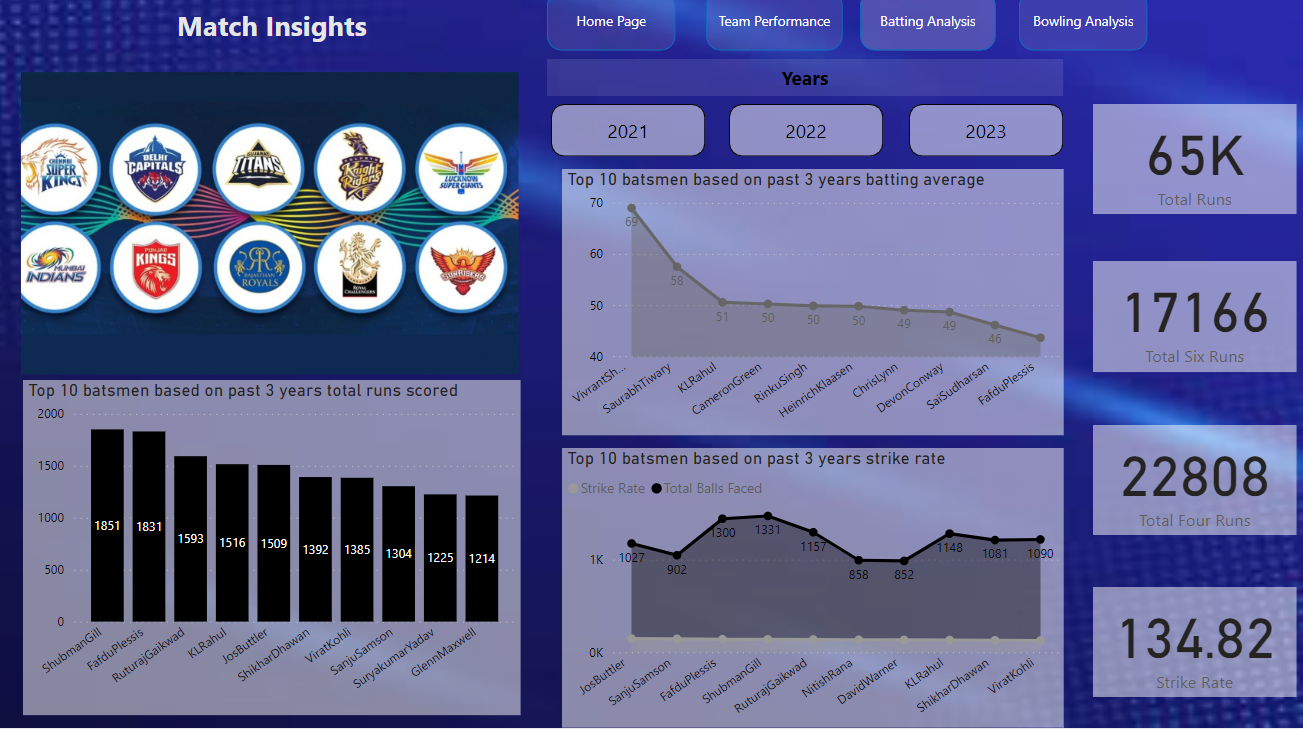 Match Insights
Home Page
Team Performance
Batting Analysis
Bowling Analysis
Years
2021
2022
2023
CHENNAI
SUPER
KINGS
DELHI
CAPITALS
TITANS
Knight
Riders
LUCKNOW
SUPER GIANTS
MUMBAI
INDIANS
PUNJAB
KINGS
RR
RAJASTHAN
ROYALS
ROYAL
CHALLENGERS
SUNRISERS
Top 10 batsmen based on past 3 years total runs scored
2000
1500
1000
500
0
1851
1831
1593
1516
1509
1392
1385
1304
1225
1214
ShubmanGill
FafduPlessis
RuturajGaikwad
KLRahul
JosButtler
ShikharDhawan
ViratKohli
SanjuSamson
SuryakumarYadav
GlennMaxwell
Top 10 batsmen based on past 3 years batting average
70
60
50
40
69
58
51
50
50
50
49
49
46
VivrantSh...
SaurabhTiwary
KLRahul
CameronGreen
RinkuSingh
HeinrichKlaasen
ChrisLynn
DevonConway
SaiSudharsan
FafduPlessis
Top 10 batsmen based on past 3 years strike rate
Strike Rate
Total Balls Faced
1K
0K
1027
902
1300
1331
1157
858
852
1148
1081
1090
JosButtler
SanjuSamson
FafduPlessis
ShubmanGill
RuturajGaikwad
NitishRana
DavidWarner
KLRahul
ShikharDhawan
ViratKohli
65K
Total Runs
17166
Total Six Runs
22808
Total Four Runs
134.82
Strike Rate